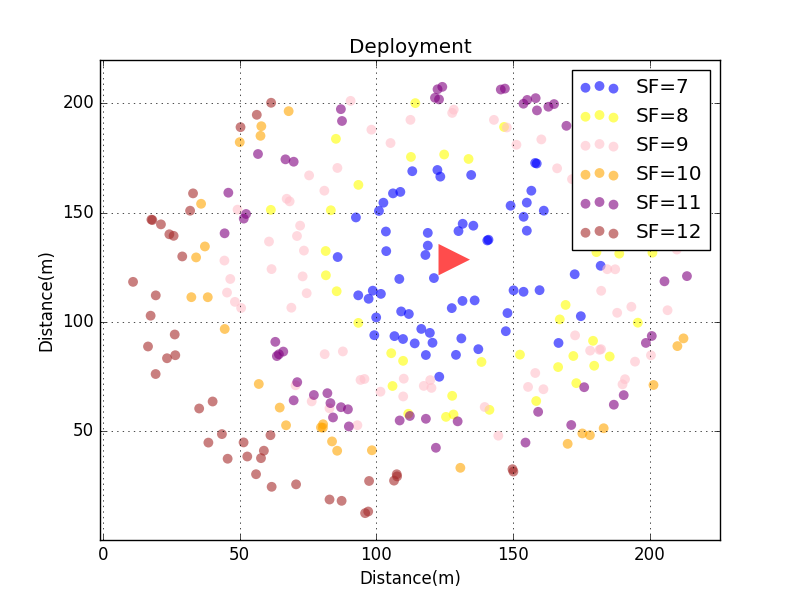 Deployment
SF=7
SF=8
SF=9
SF=10
SF=11
SF=12
200
150
100
50
0
50
100
150
200
Distance(m)
Distance(m)